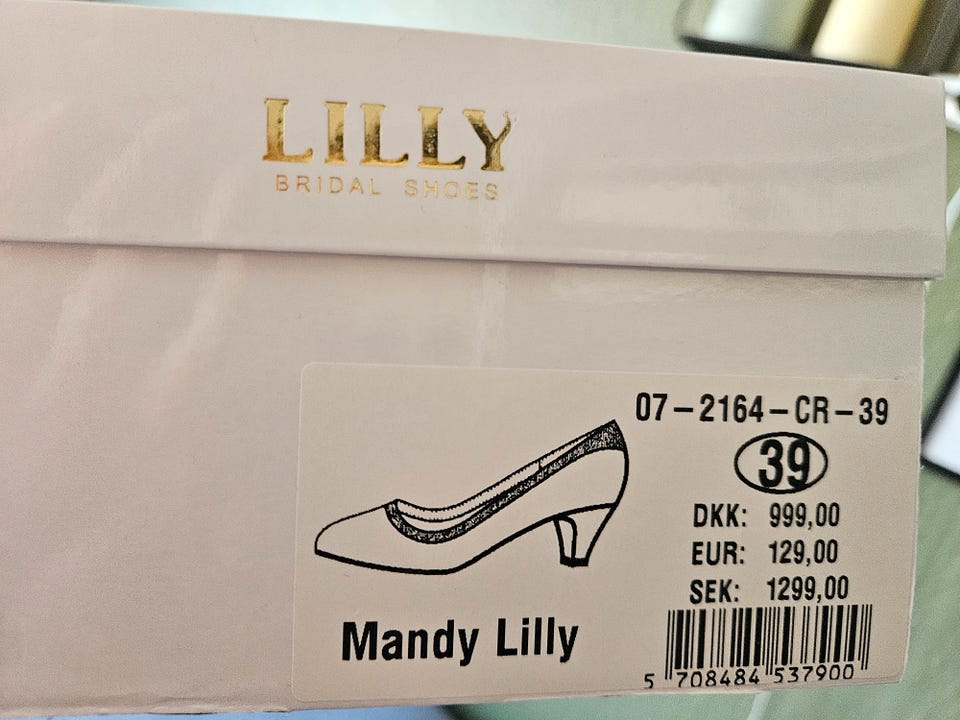 LILLY
BRIDAL SHOES
07-2164-CR-39
39
DKK: 999,00
EUR: 129,00
SEK: 1299,00
Mandy Lilly
5 708484 537900